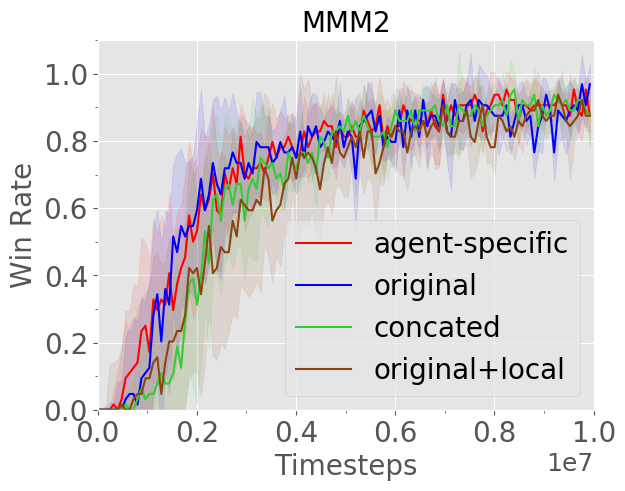 MMM2
1.0
0.8
0.6
0.4
0.2
0.0
Win Rate
agent-specific
original
concated
original+local
0.0 0.2 0.4 0.6 0.8 1.0
Timesteps
1e7